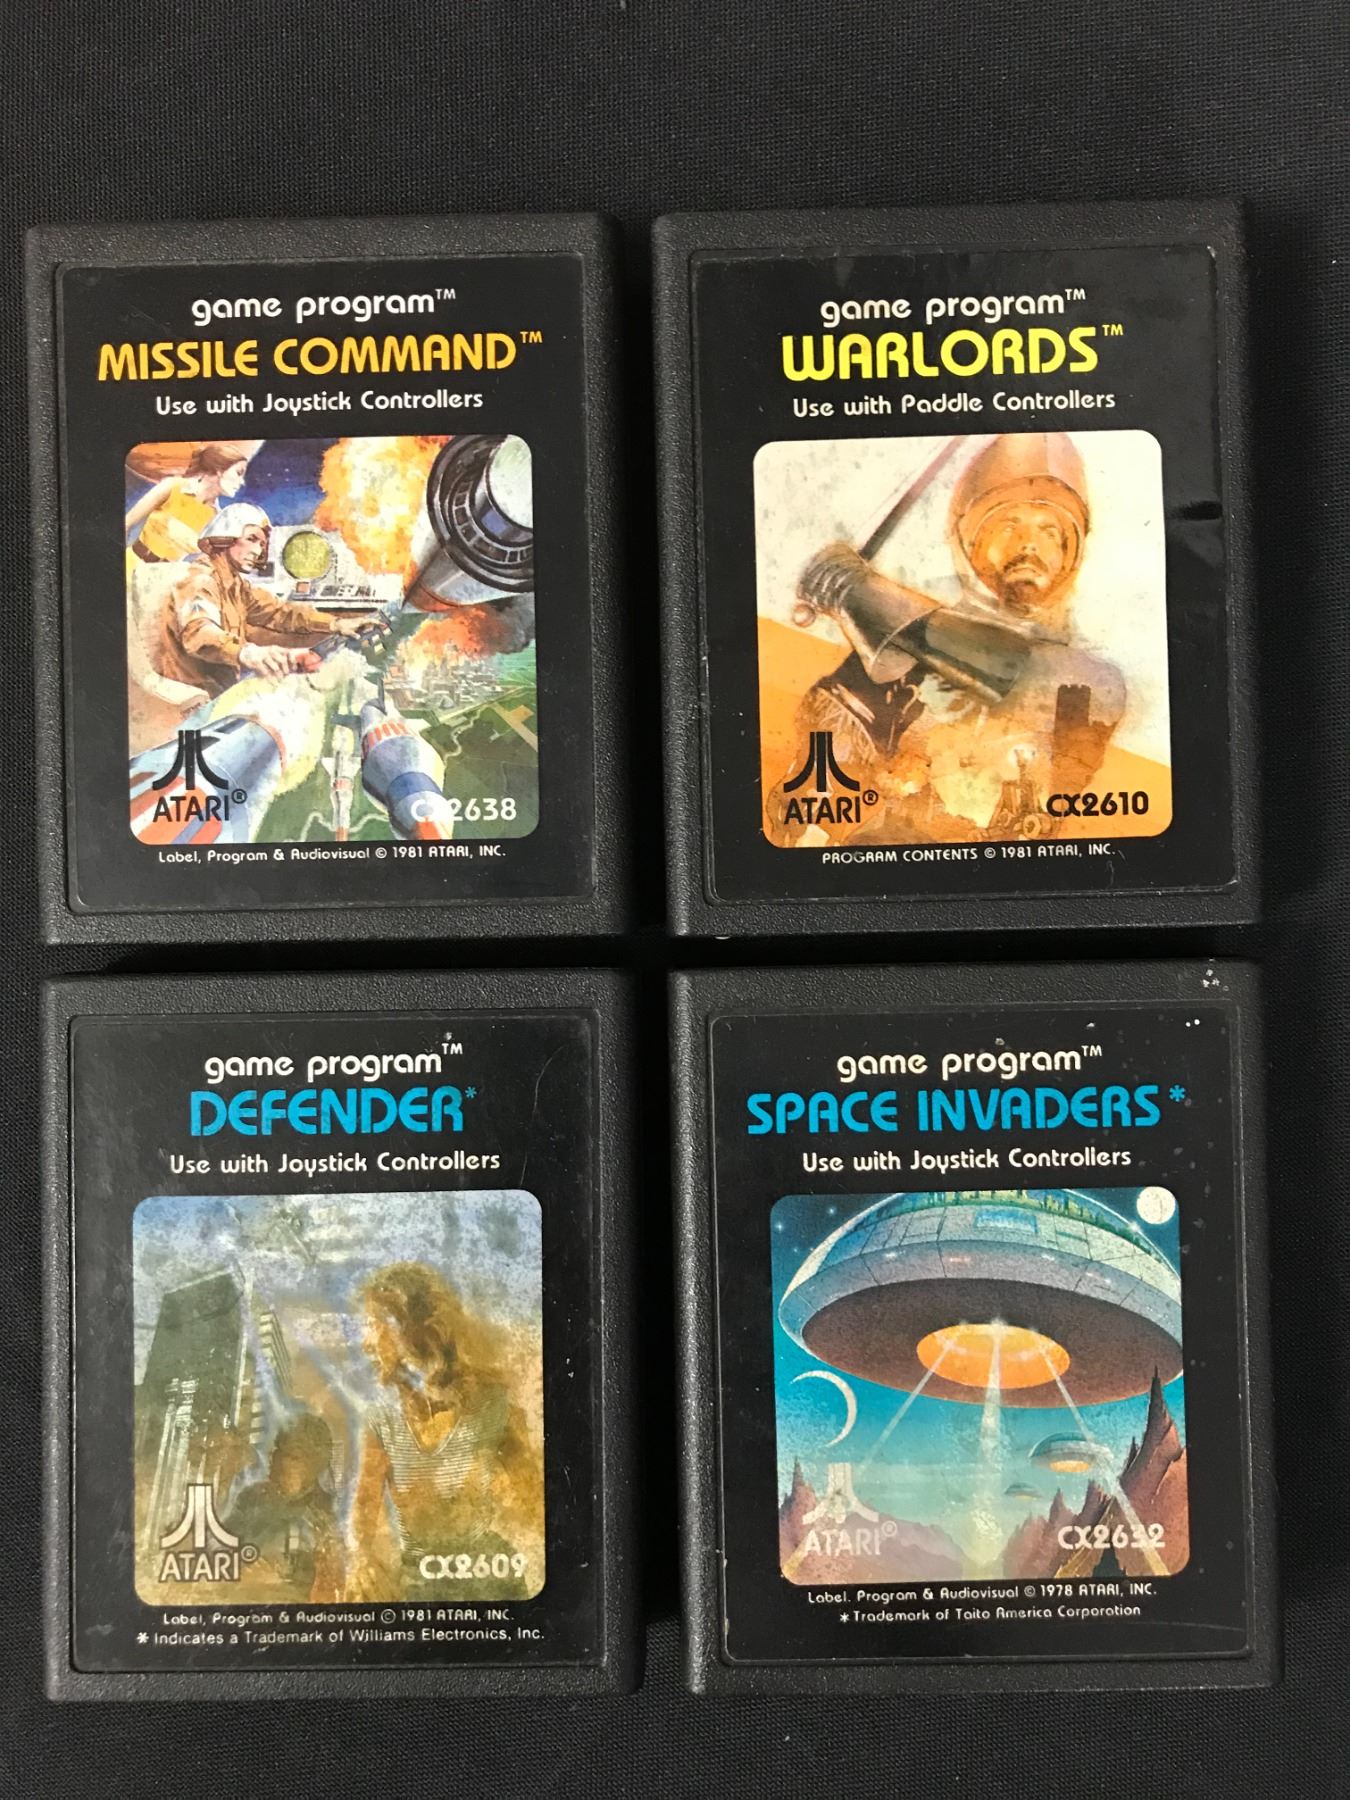 game program™
MISSILE COMMAND™
Use with Joystick Controllers
ATARI®
CX2638
Label, Program & Audiovisual © 1981 ATARI, INC.
game program™
WARLORDS™
Use with Paddle Controllers
ATARI®
CX2610
PROGRAM CONTENTS © 1981 ATARI, INC.
game program™
DEFENDER*
Use with Joystick Controllers
ATARI®
CX2609
Label, Program & Audiovisual © 1981 ATARI, INC.
* Indicates a Trademark of Williams Electronics, Inc.
game program™
SPACE INVADERS*
Use with Joystick Controllers
ATARI®
CX2632
Label, Program & Audiovisual © 1978 ATARI, INC.
* Trademark of Taito America Corporation